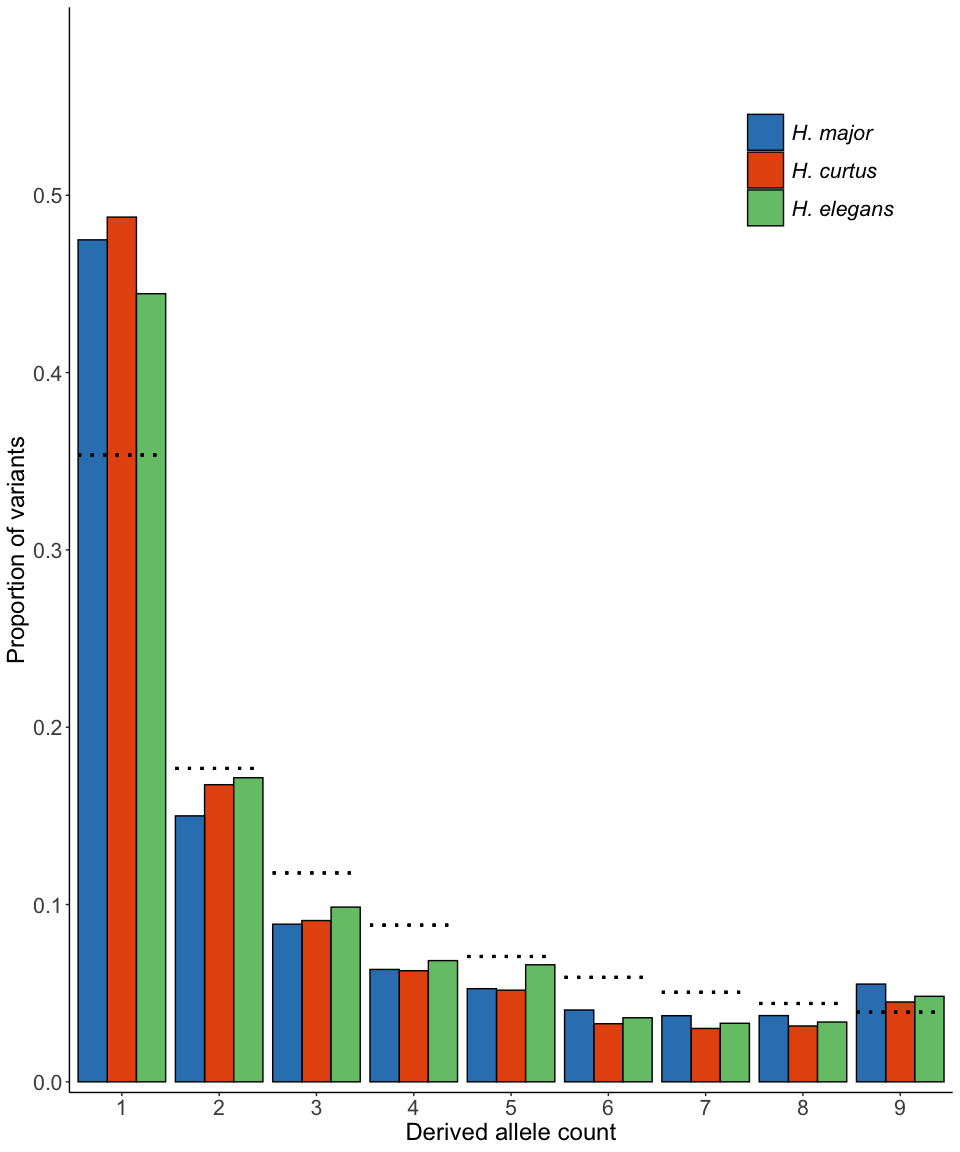 H. major
H. curtus
H. elegans
Proportion of variants
0.5
0.4
0.3
0.2
0.1
0.0
1 2 3 4 5 6 7 8 9
Derived allele count